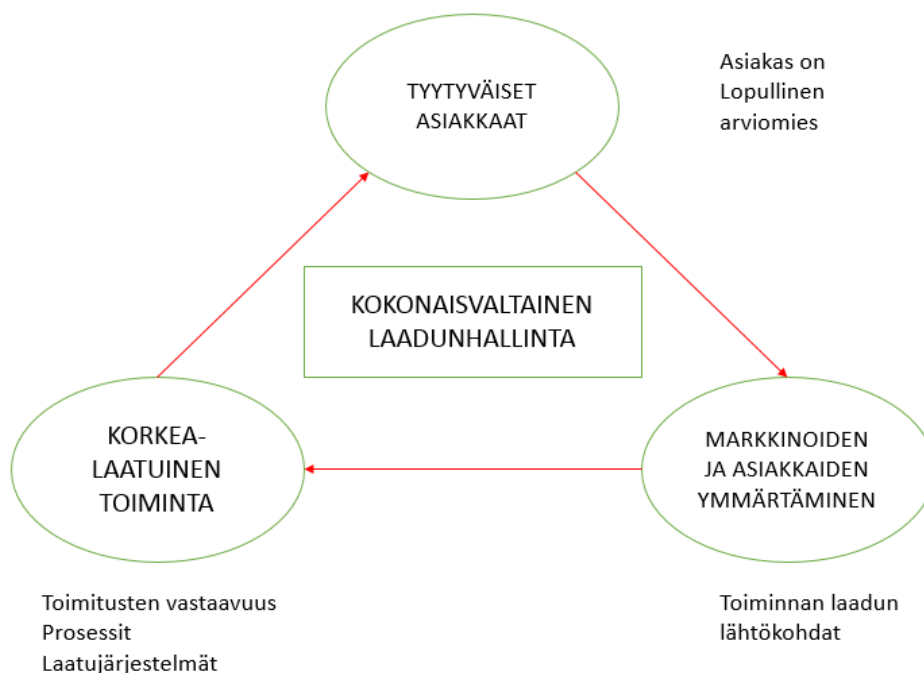 TYYTYVÄISET
ASIAKKAAT
Asiakas on
Lopullinen
arviomies
KOKONAISVALTAINEN
LAADUNHALLINTA
KORKEA-
LAATUINEN
TOIMINTA
MARKKINOIDEN
JA ASIAKKAIDEN
YMMÄRTÄMINEN
Toimitusten vastaavuus
Prosessit
Laatujärjestelmät
Toiminnan laadun
lähtökohdat